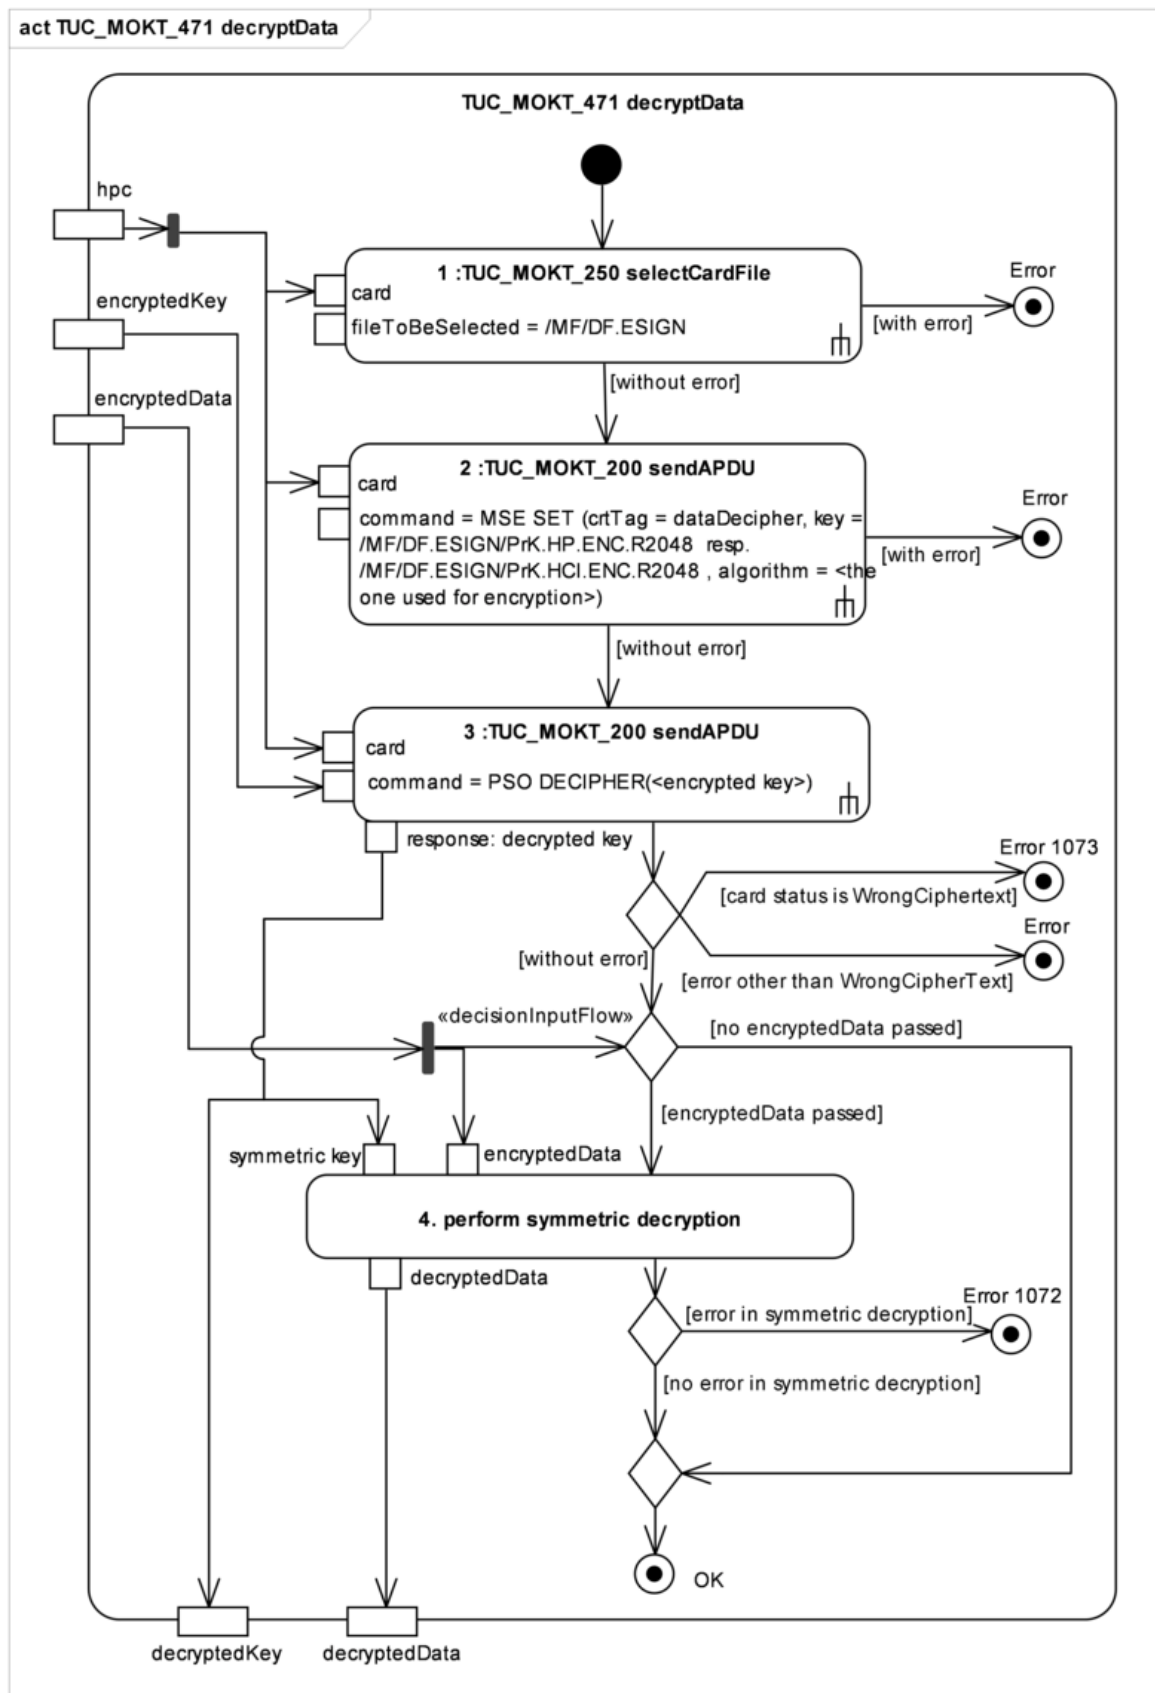 act TUC_MOKT_471 decryptData
TUC_MOKT_471 decryptData
hpc
1 :TUC_MOKT_250 selectCardFile
card
fileToBeSelected = /MF/DF.ESIGN
Error
[with error]
encryptedKey
[without error]
encryptedData
2 :TUC_MOKT_200 sendAPDU
card
command = MSE SET (crtTag = dataDecipher, key =
/MF/DF.ESIGN/PrK.HP.ENC.R2048 resp.
/MF/DF.ESIGN/PrK.HCI.ENC.R2048 , algorithm = <the
one used for encryption>)
Error
[with error]
[without error]
3 :TUC_MOKT_200 sendAPDU
card
command = PSO DECIPHER(<encrypted key>)
response: decrypted key
Error 1073
[card status is WrongCiphertext]
Error
[without error]
[error other than WrongCipherText]
«decisionInputFlow»
[no encryptedData passed]
[encryptedData passed]
symmetric key
encryptedData
4. perform symmetric decryption
decryptedData
Error 1072
[error in symmetric decryption]
[no error in symmetric decryption]
OK
decryptedKey
decryptedData